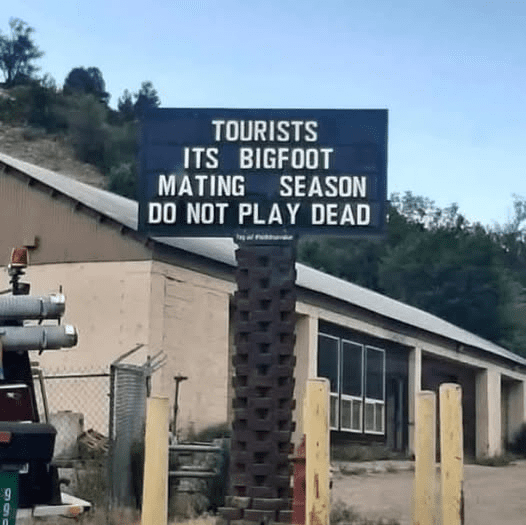 TOURISTS
ITS BIGFOOT
MATING SEASON
DO NOT PLAY DEAD